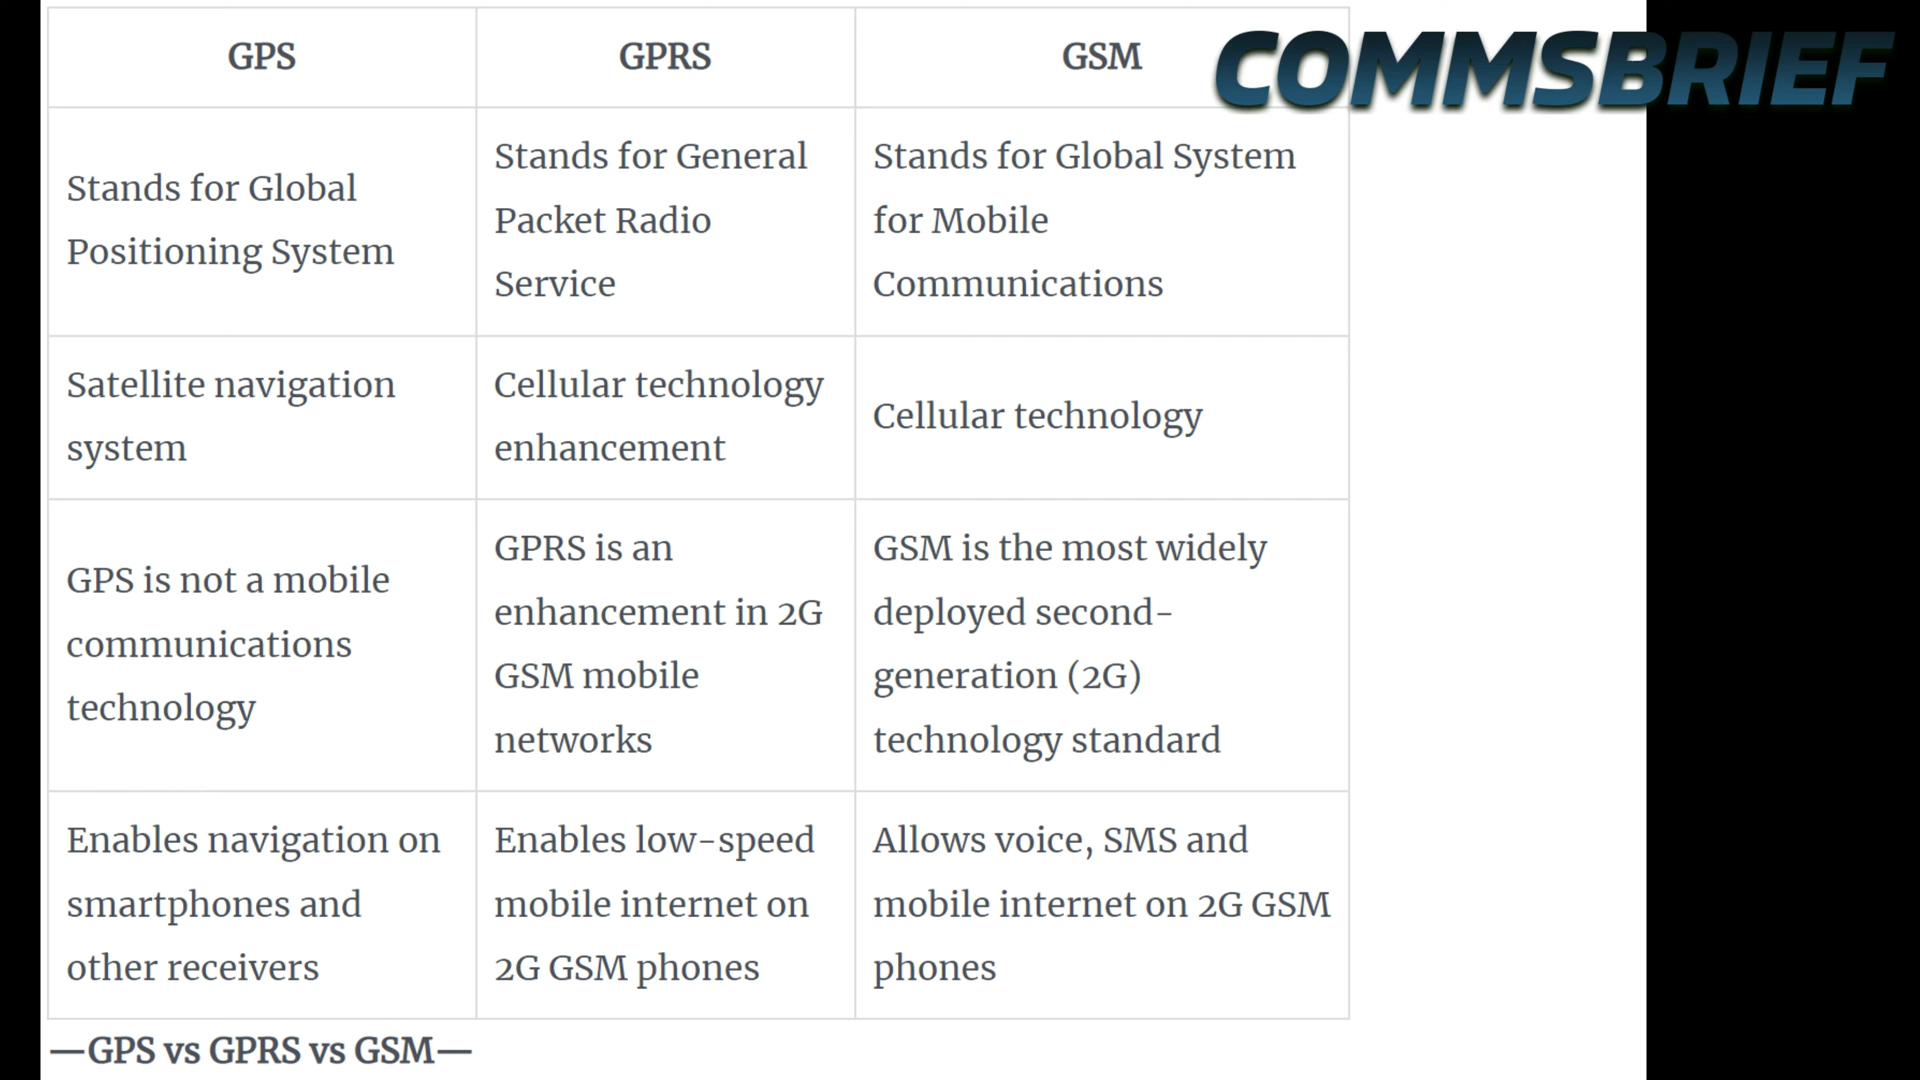 GPS
GPRS
GSM
COMMSBRIEF
Stands for Global
Positioning System
Stands for General
Packet Radio
Service
Stands for Global System
for Mobile
Communications
Satellite navigation
system
Cellular technology
enhancement
Cellular technology
GPS is not a mobile
communications
technology
GPRS is an
enhancement in 2G
GSM mobile
networks
GSM is the most widely
deployed second-
generation (2G)
technology standard
Enables navigation on
smartphones and
other receivers
Enables low-speed
mobile internet on
2G GSM phones
Allows voice, SMS and
mobile internet on 2G GSM
phones
—GPS vs GPRS vs GSM—